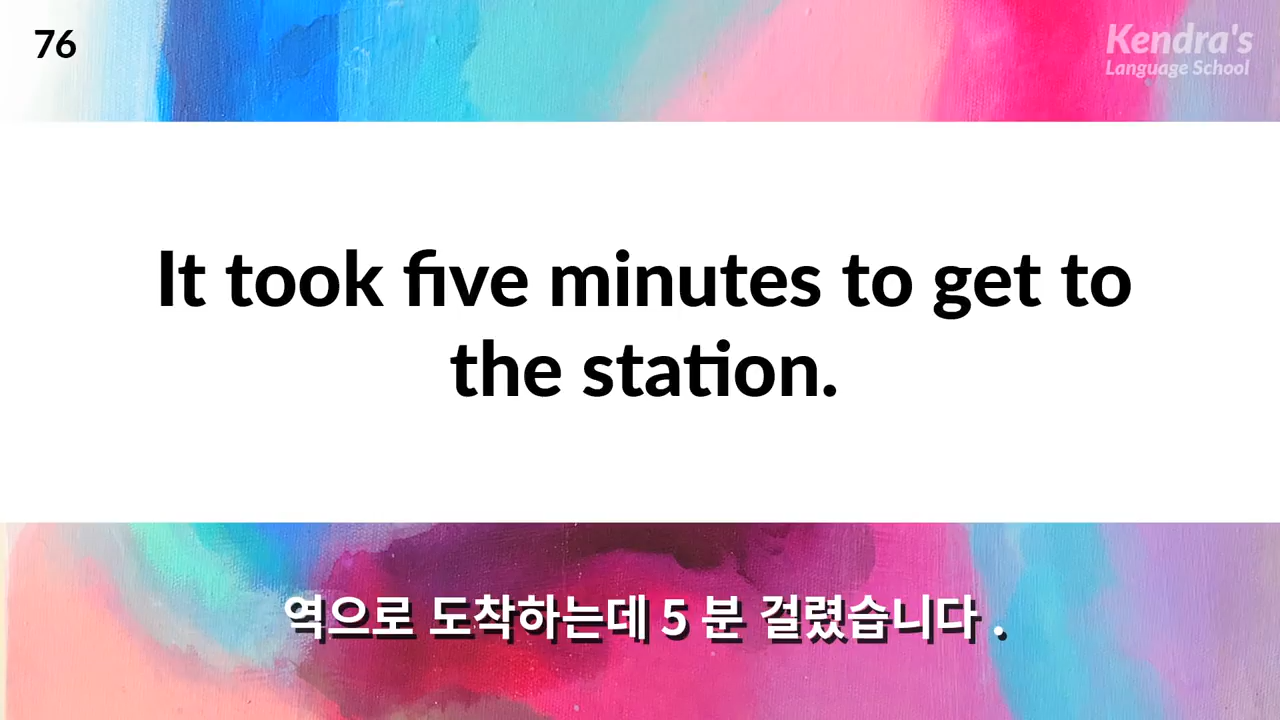 76
Kendra's
Language School
It took five minutes to get to
the station.
역으로 도착하는데 5 분 걸렸습니다 .